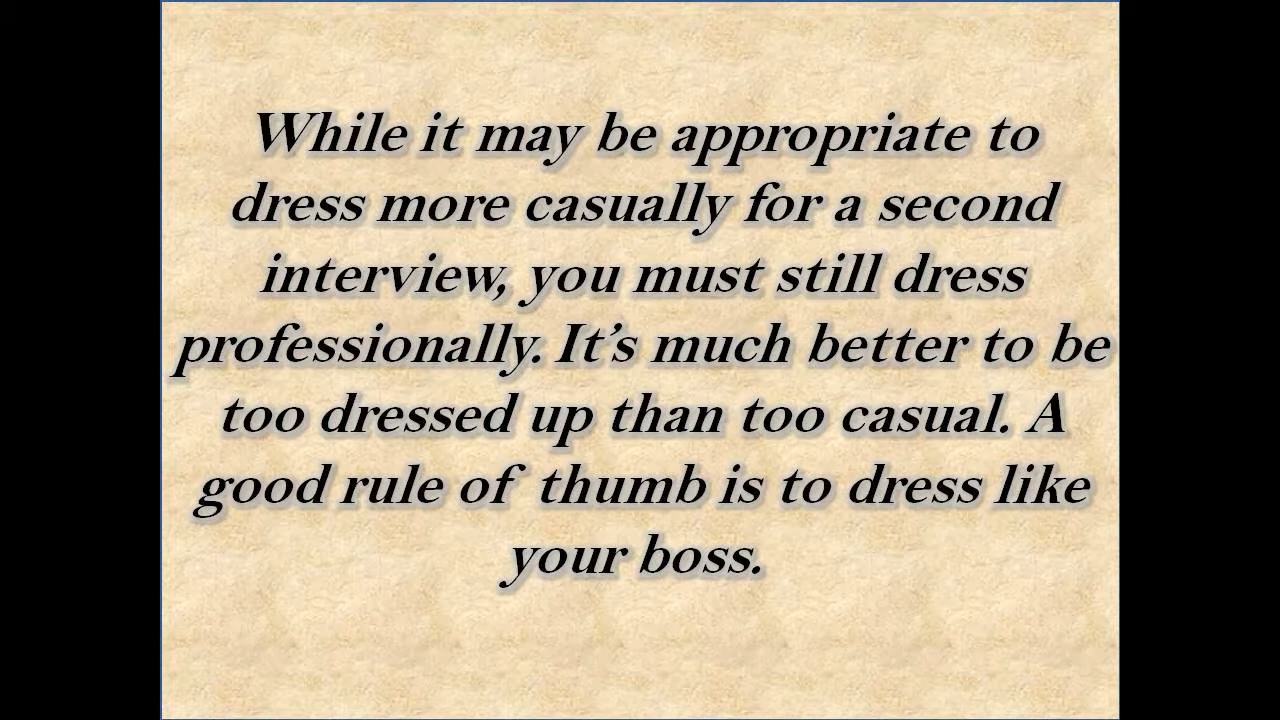 While it may be appropriate to
dress more casually for a second
interview, you must still dress
professionally. It’s much better to be
too dressed up than too casual. A
good rule of thumb is to dress like
your boss.